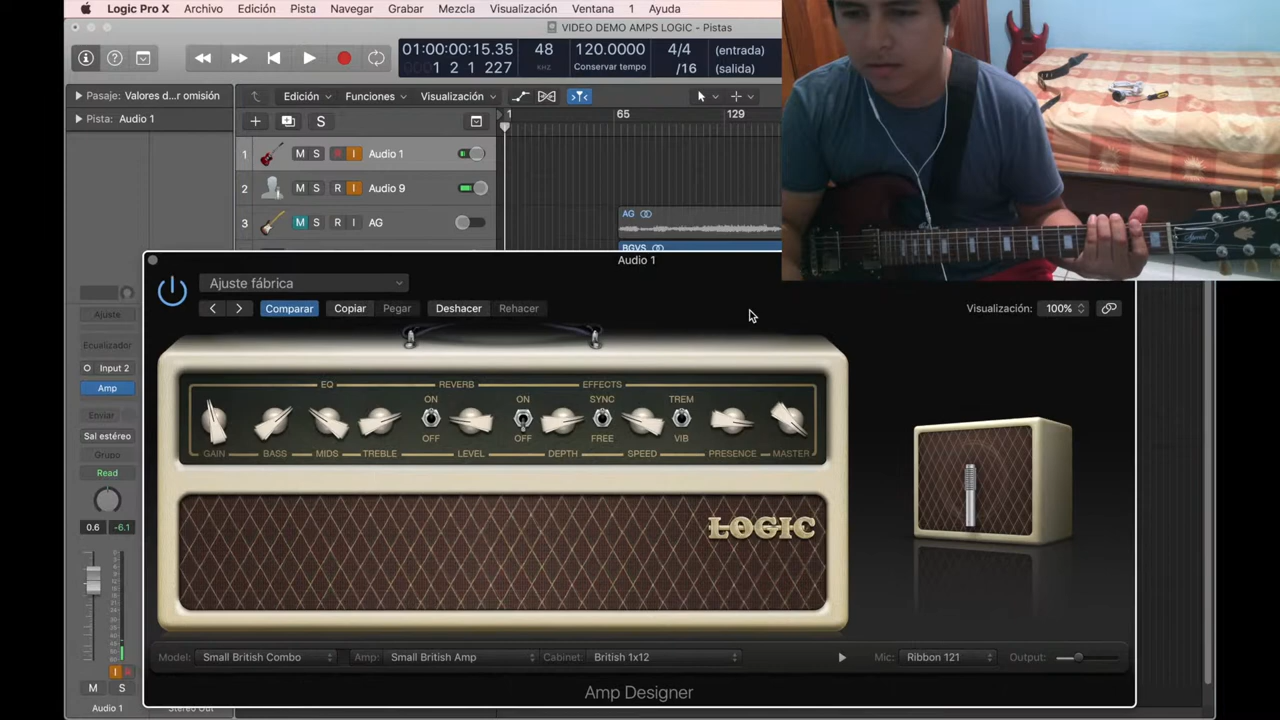 Logic Pro X Archivo Edición Pista Navegar Grabar Mezcla Visualización Ventana 1 Ayuda
VIDEO DEMO AMPS LOGIC - Pistas
01:00:00:15.35 48 120.0000 4/4 (entrada)
1 2 1 227 KHZ Conservar tempo /16 (salida)
Pasaje: Valores d...r omisión Edición Funciones Visualización
Pista: Audio 1 S 1 65 129
1 M S R I Audio 1
2 M S R I Audio 9
3 M S R I AG AG
BGVS
Audio 1
Ajuste fábrica
Comparar Copiar Pegar Deshacer Rehacer Visualización: 100%
Ajuste
Ecualizador
Input 2
Amp
Enviar
Sal estéreo
Grupo
Read
0.6 -6.1
I R
M S
Audio 1 Stereo Out
EQ REVERB EFFECTS
ON ON SYNC TREM
OFF OFF FREE VIB
GAIN BASS MIDS TREBLE LEVEL DEPTH SPEED PRESENCE MASTER
LOGIC
Model: Small British Combo Amp: Small British Amp Cabinet: British 1x12 Mic: Ribbon 121 Output:
Amp Designer